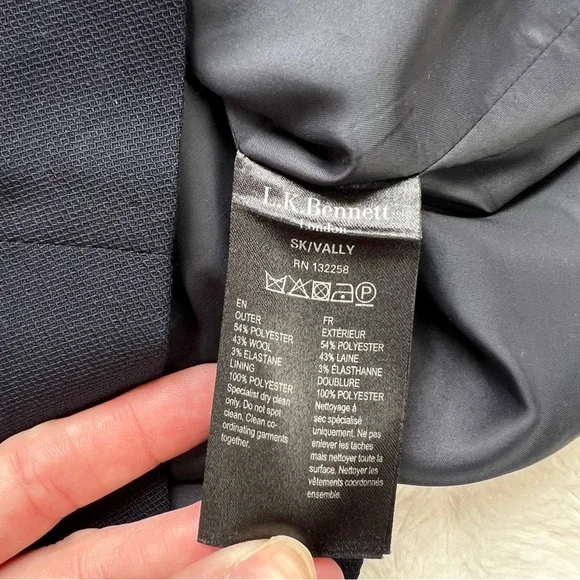 L.K.Bennett
London
SK/VALLY
RN 132258
P
EN
OUTER
54% POLYESTER
43% WOOL
3% ELASTANE
LINING
100% POLYESTER
Specialist dry clean
only. Do not spot
clean. Clean co-
ordinating garments
together.
FR
EXTÉRIEUR
54% POLYESTER
43% LAINE
3% ÉLASTHANNE
DOUBLURE
100% POLYESTER
Nettoyage à
sec spécialisé
uniquement. Ne pas
enlever les taches
mais nettoyer toute la
surface. Nettoyer les
vêtements coordonnés
ensemble.